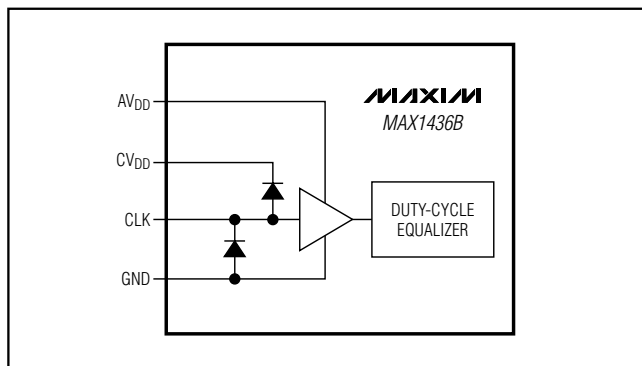 AVDD
MAXIM
MAX1436B
CVDD
CLK
DUTY-CYCLE
EQUALIZER
GND